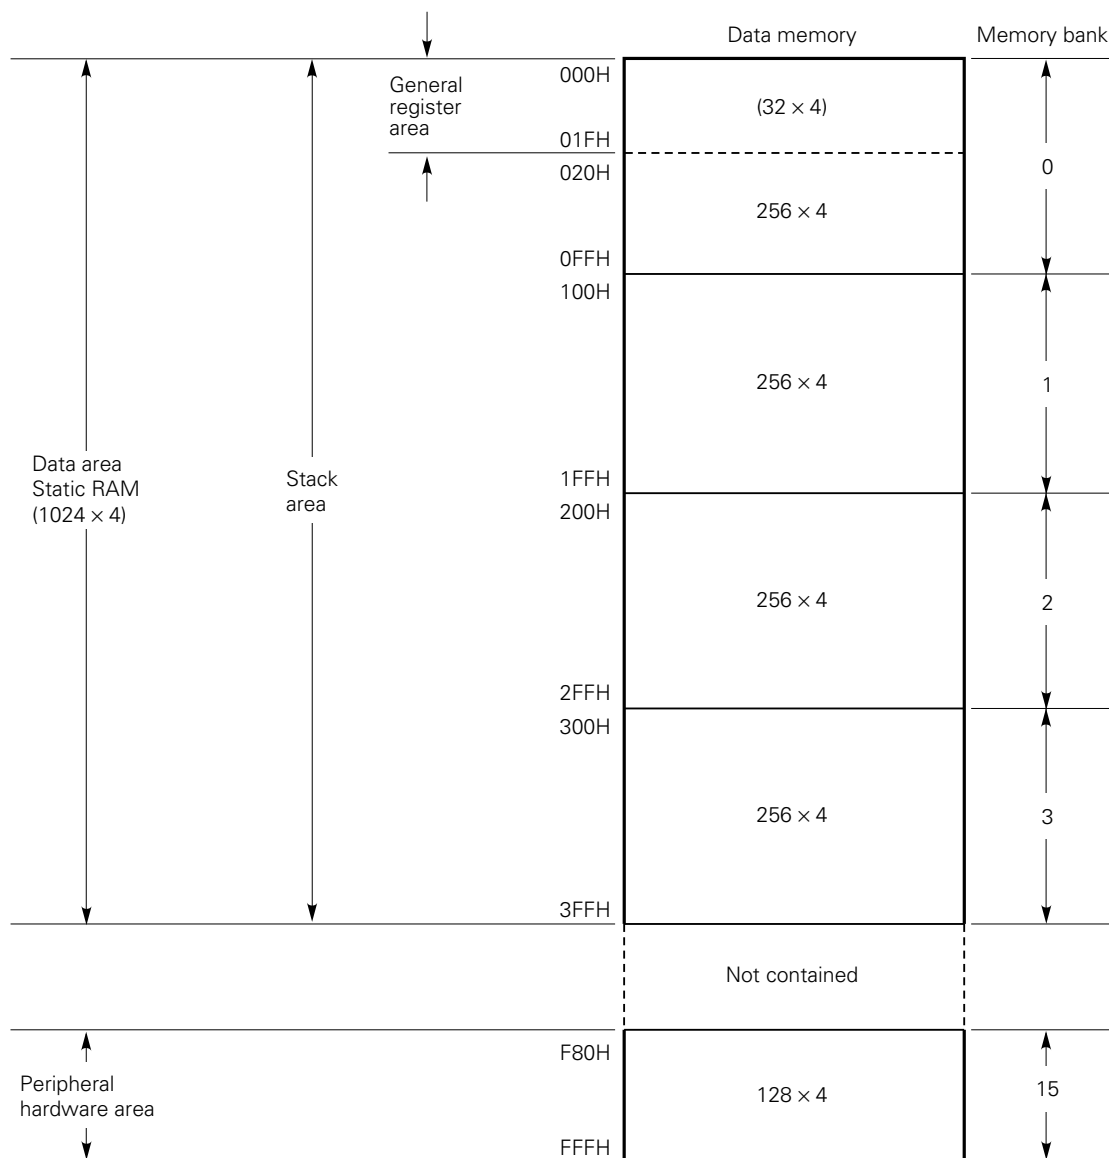 Data memory
Memory bank
000H
General
register
area
(32 × 4)
01FH
020H
0
256 × 4
0FFH
100H
256 × 4
1
Data area
Static RAM
(1024 × 4)
Stack
area
1FFH
200H
256 × 4
2
2FFH
300H
256 × 4
3
3FFH
Not contained
F80H
Peripheral
hardware area
128 × 4
15
FFFH